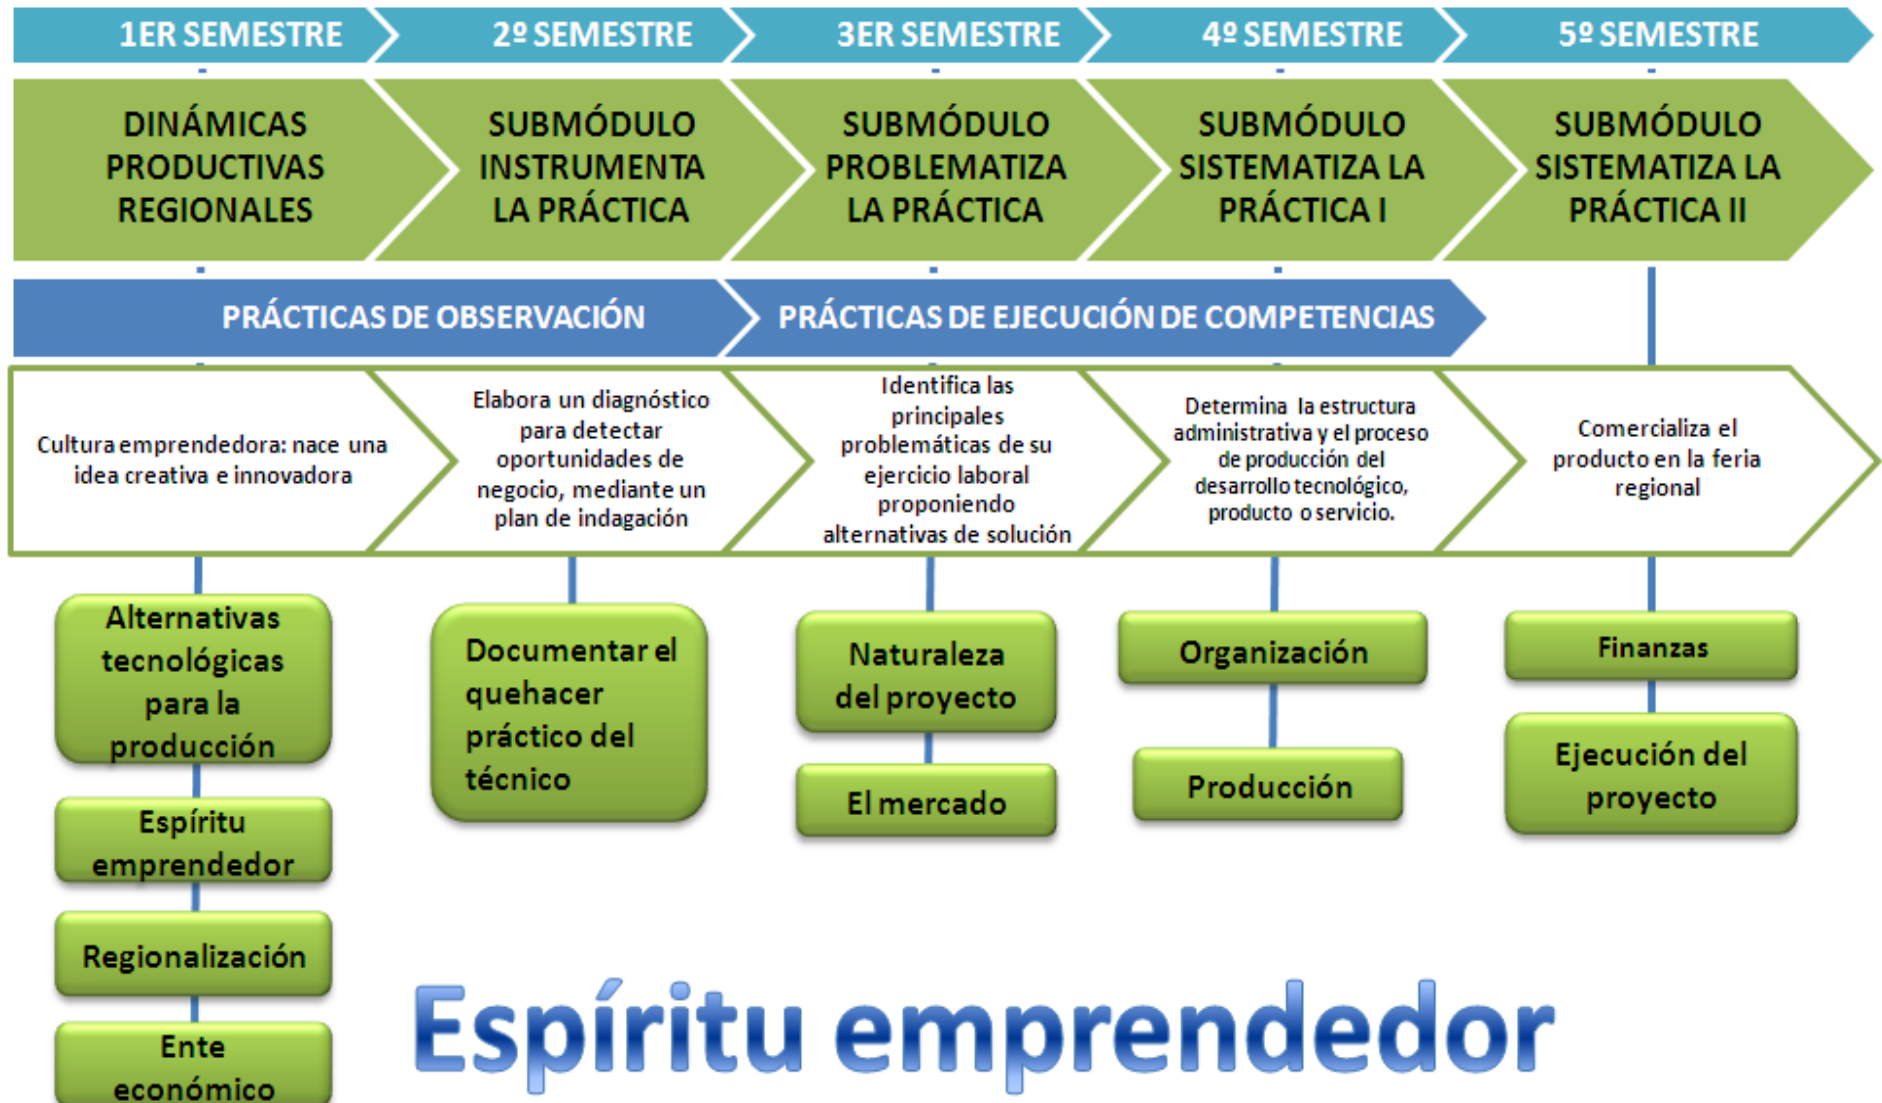 1ER SEMESTRE
2º SEMESTRE
3ER SEMESTRE
4º SEMESTRE
5º SEMESTRE
DINÁMICAS
PRODUCTIVAS
REGIONALES
SUBMÓDULO
INSTRUMENTA
LA PRÁCTICA
SUBMÓDULO
PROBLEMATIZA
LA PRÁCTICA
SUBMÓDULO
SISTEMATIZA LA
PRÁCTICA I
SUBMÓDULO
SISTEMATIZA LA
PRÁCTICA II
PRÁCTICAS DE OBSERVACIÓN
PRÁCTICAS DE EJECUCIÓN DE COMPETENCIAS
Cultura emprendedora: nace una
idea creativa e innovadora
Elabora un diagnóstico
para detectar
oportunidades de
negocio, mediante un
plan de indagación
Identifica las
principales
problemáticas de su
ejercicio laboral
proponiendo
alternativas de solución
Determina la estructura
administrativa y el proceso
de producción del
desarrollo tecnológico,
producto o servicio.
Comercializa el
producto en la feria
regional
Alternativas
tecnológicas
para la
producción
Espíritu
emprendedor
Regionalización
Ente
económico
Documentar el
quehacer
práctico del
técnico
Naturaleza
del proyecto
El mercado
Organización
Producción
Finanzas
Ejecución del
proyecto
Espíritu emprendedor